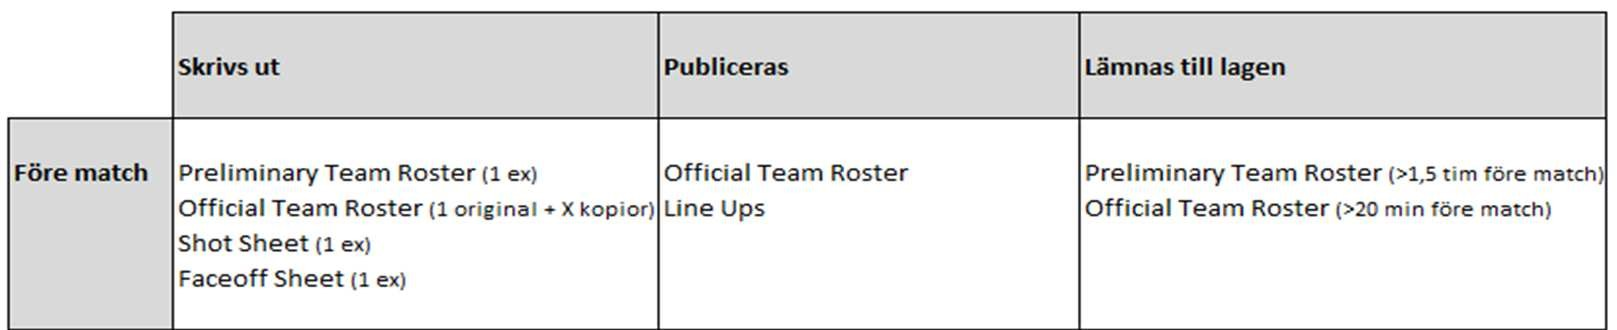 Skrivs ut
Publiceras
Lämnas till lagen
Före match
Preliminary Team Roster (1 ex)
Official Team Roster (1 original + X kopior)
Shot Sheet (1 ex)
Faceoff Sheet (1 ex)
Official Team Roster
Line Ups
Preliminary Team Roster (>1,5 tim före match)
Official Team Roster (>20 min före match)